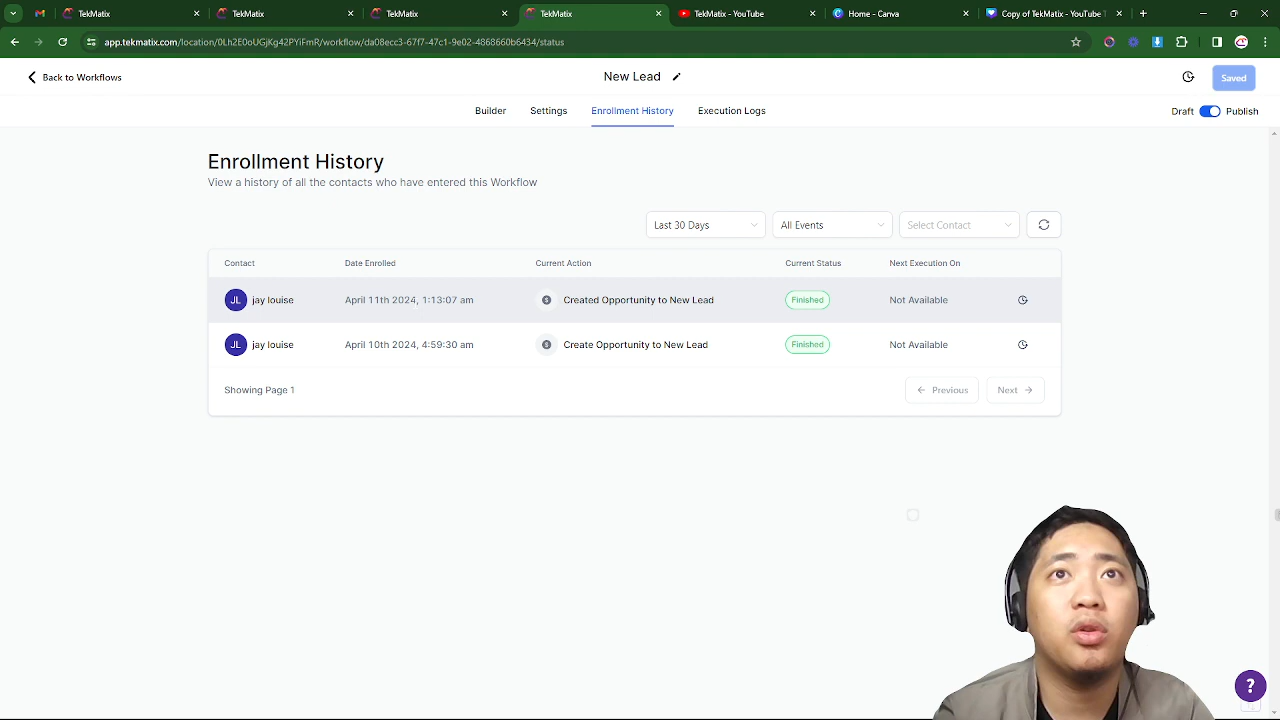 TekMatix
TekMatix
TekMatix
TekMatix
TekMatix - YouTube
Home - Canva
Copy of TekMatix - YouTube T
app.tekmatix.com/location/0Lh2E0oUGjKg42PYiFmR/workflow/da08ecc3-67f7-47c1-9e02-4868660b6434/status
Back to Workflows
New Lead
Saved
Builder
Settings
Enrollment History
Execution Logs
Draft
Publish
Enrollment History
View a history of all the contacts who have entered this Workflow
Last 30 Days
All Events
Select Contact
Contact
Date Enrolled
Current Action
Current Status
Next Execution On
JL jay louise April 11th 2024, 1:13:07 am Created Opportunity to New Lead Finished Not Available
JL jay louise April 10th 2024, 4:59:30 am Create Opportunity to New Lead Finished Not Available
Showing Page 1
Previous
Next
?